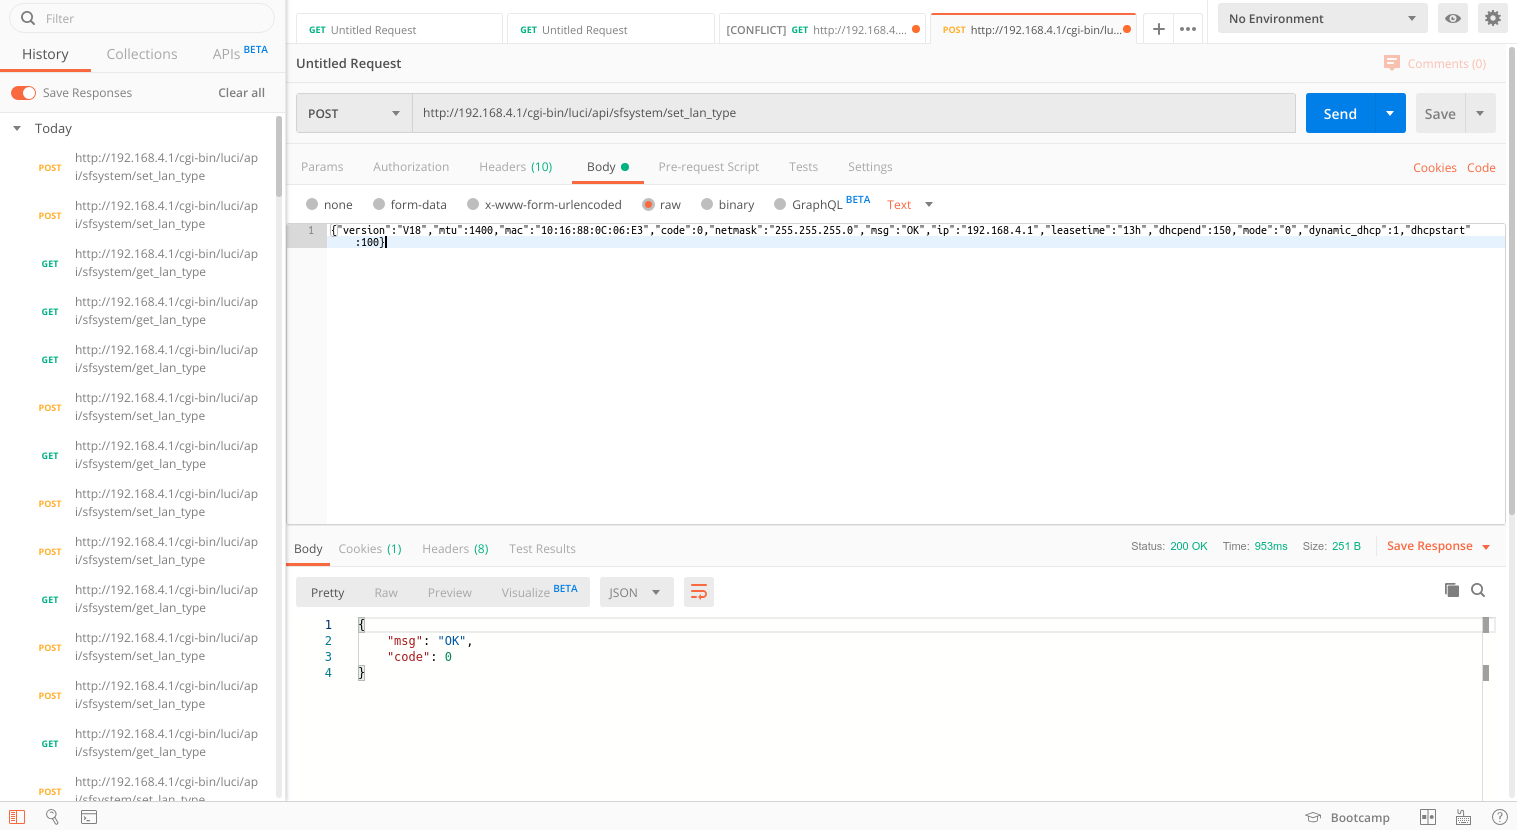 Filter
History
Collections
APIs BETA
Save Responses
Clear all
Today
POST
http://192.168.4.1/cgi-bin/luci/ap
i/sfsystem/set_lan_type
POST
http://192.168.4.1/cgi-bin/luci/ap
i/sfsystem/set_lan_type
GET
http://192.168.4.1/cgi-bin/luci/ap
i/sfsystem/get_lan_type
GET
http://192.168.4.1/cgi-bin/luci/ap
i/sfsystem/get_lan_type
GET
http://192.168.4.1/cgi-bin/luci/ap
i/sfsystem/get_lan_type
POST
http://192.168.4.1/cgi-bin/luci/ap
i/sfsystem/set_lan_type
GET
http://192.168.4.1/cgi-bin/luci/ap
i/sfsystem/get_lan_type
POST
http://192.168.4.1/cgi-bin/luci/ap
i/sfsystem/set_lan_type
POST
http://192.168.4.1/cgi-bin/luci/ap
i/sfsystem/set_lan_type
GET
http://192.168.4.1/cgi-bin/luci/ap
i/sfsystem/get_lan_type
POST
http://192.168.4.1/cgi-bin/luci/ap
i/sfsystem/set_lan_type
POST
http://192.168.4.1/cgi-bin/luci/ap
i/sfsystem/set_lan_type
GET
http://192.168.4.1/cgi-bin/luci/ap
i/sfsystem/get_lan_type
POST
http://192.168.4.1/cgi-bin/luci/ap
i/sfsystem/set_lan_type
GET Untitled Request
GET Untitled Request
[CONFLICT] GET http://192.168.4....
POST http://192.168.4.1/cgi-bin/lu...
No Environment
Untitled Request
Comments (0)
POST
http://192.168.4.1/cgi-bin/luci/api/sfsystem/set_lan_type
Send
Save
Params
Authorization
Headers (10)
Body
Pre-request Script
Tests
Settings
Cookies
Code
none
form-data
x-www-form-urlencoded
raw
binary
GraphQL BETA
Text
1
{"version":"V18","mtu":1400,"mac":"10:16:88:0C:06:E3","code":0,"netmask":"255.255.255.0","msg":"OK","ip":"192.168.4.1","leasetime":"13h","dhcpend":150,"mode":"0","dynamic_dhcp":1,"dhcpstart"
:100}
Body
Cookies (1)
Headers (8)
Test Results
Status: 200 OK
Time: 953ms
Size: 251 B
Save Response
Pretty
Raw
Preview
Visualize BETA
JSON
1 {
2 "msg": "OK",
3 "code": 0
4 }
Bootcamp